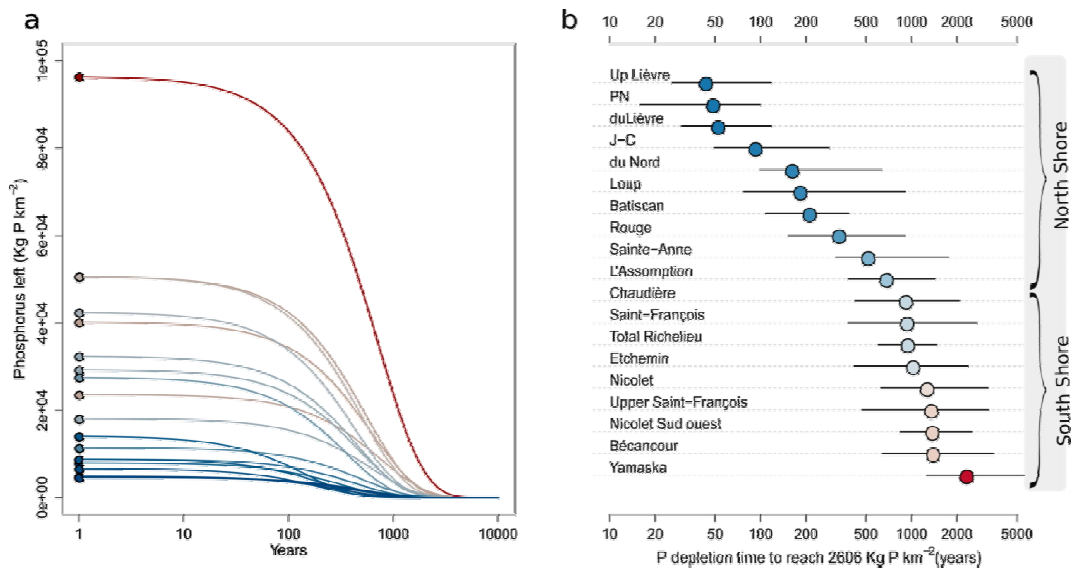 a
Phosphorus left (Kg P km⁻²)
1e+05
8e+04
6e+04
4e+04
2e+04
0e+00
1 10 100 1000 10000
Years
b
10 20 50 100 200 500 1000 2000 5000
Up Lièvre
PN
duLièvre
J-C
du Nord
Loup
Batiscan
Rouge
Sainte-Anne
L'Assomption
Chaudière
Saint-François
Total Richelieu
Etchemin
Nicolet
Upper Saint-François
Nicolet Sud ouest
Bécancour
Yamaska
North Shore
South Shore
10 20 50 100 200 500 1000 2000 5000
P depletion time to reach 2606 Kg P km⁻²(years)